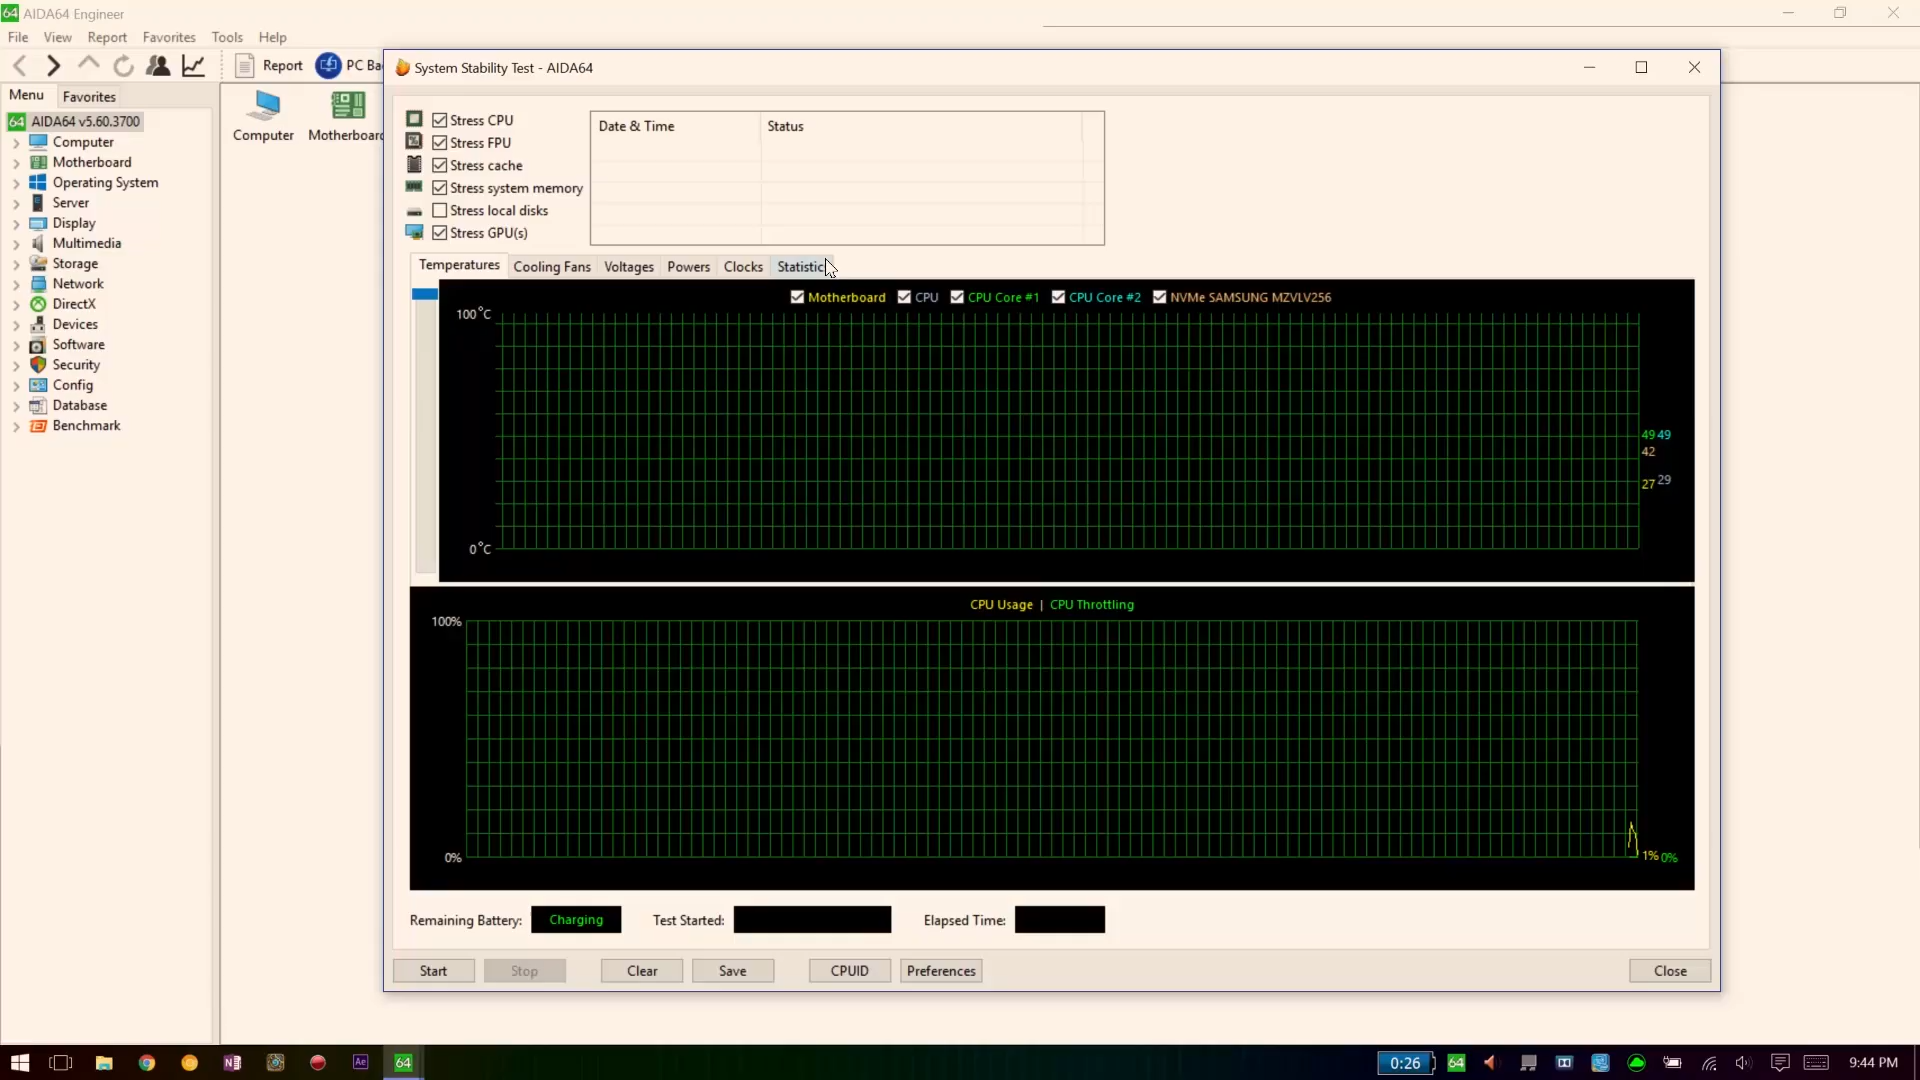 64 AIDA64 Engineer
File View Report Favorites Tools Help
Report PC Ba
Menu Favorites
64 AIDA64 v5.60.3700
Computer
Motherboard
Operating System
Server
Display
Multimedia
Storage
Network
DirectX
Devices
Software
Security
Config
Database
Benchmark
Computer Motherboard
System Stability Test - AIDA64
Stress CPU
Stress FPU
Stress cache
Stress system memory
Stress local disks
Stress GPU(s)
Date & Time Status
Temperatures Cooling Fans Voltages Powers Clocks Statistic
Motherboard CPU CPU Core #1 CPU Core #2 NVMe SAMSUNG MZVLV256
100°C
49 49
42
27 29
0°C
CPU Usage | CPU Throttling
100%
0%
1% 0%
Remaining Battery: Charging Test Started: Elapsed Time:
Start Stop Clear Save CPUID Preferences Close
N Ae 64 0:26 64 9:44 PM